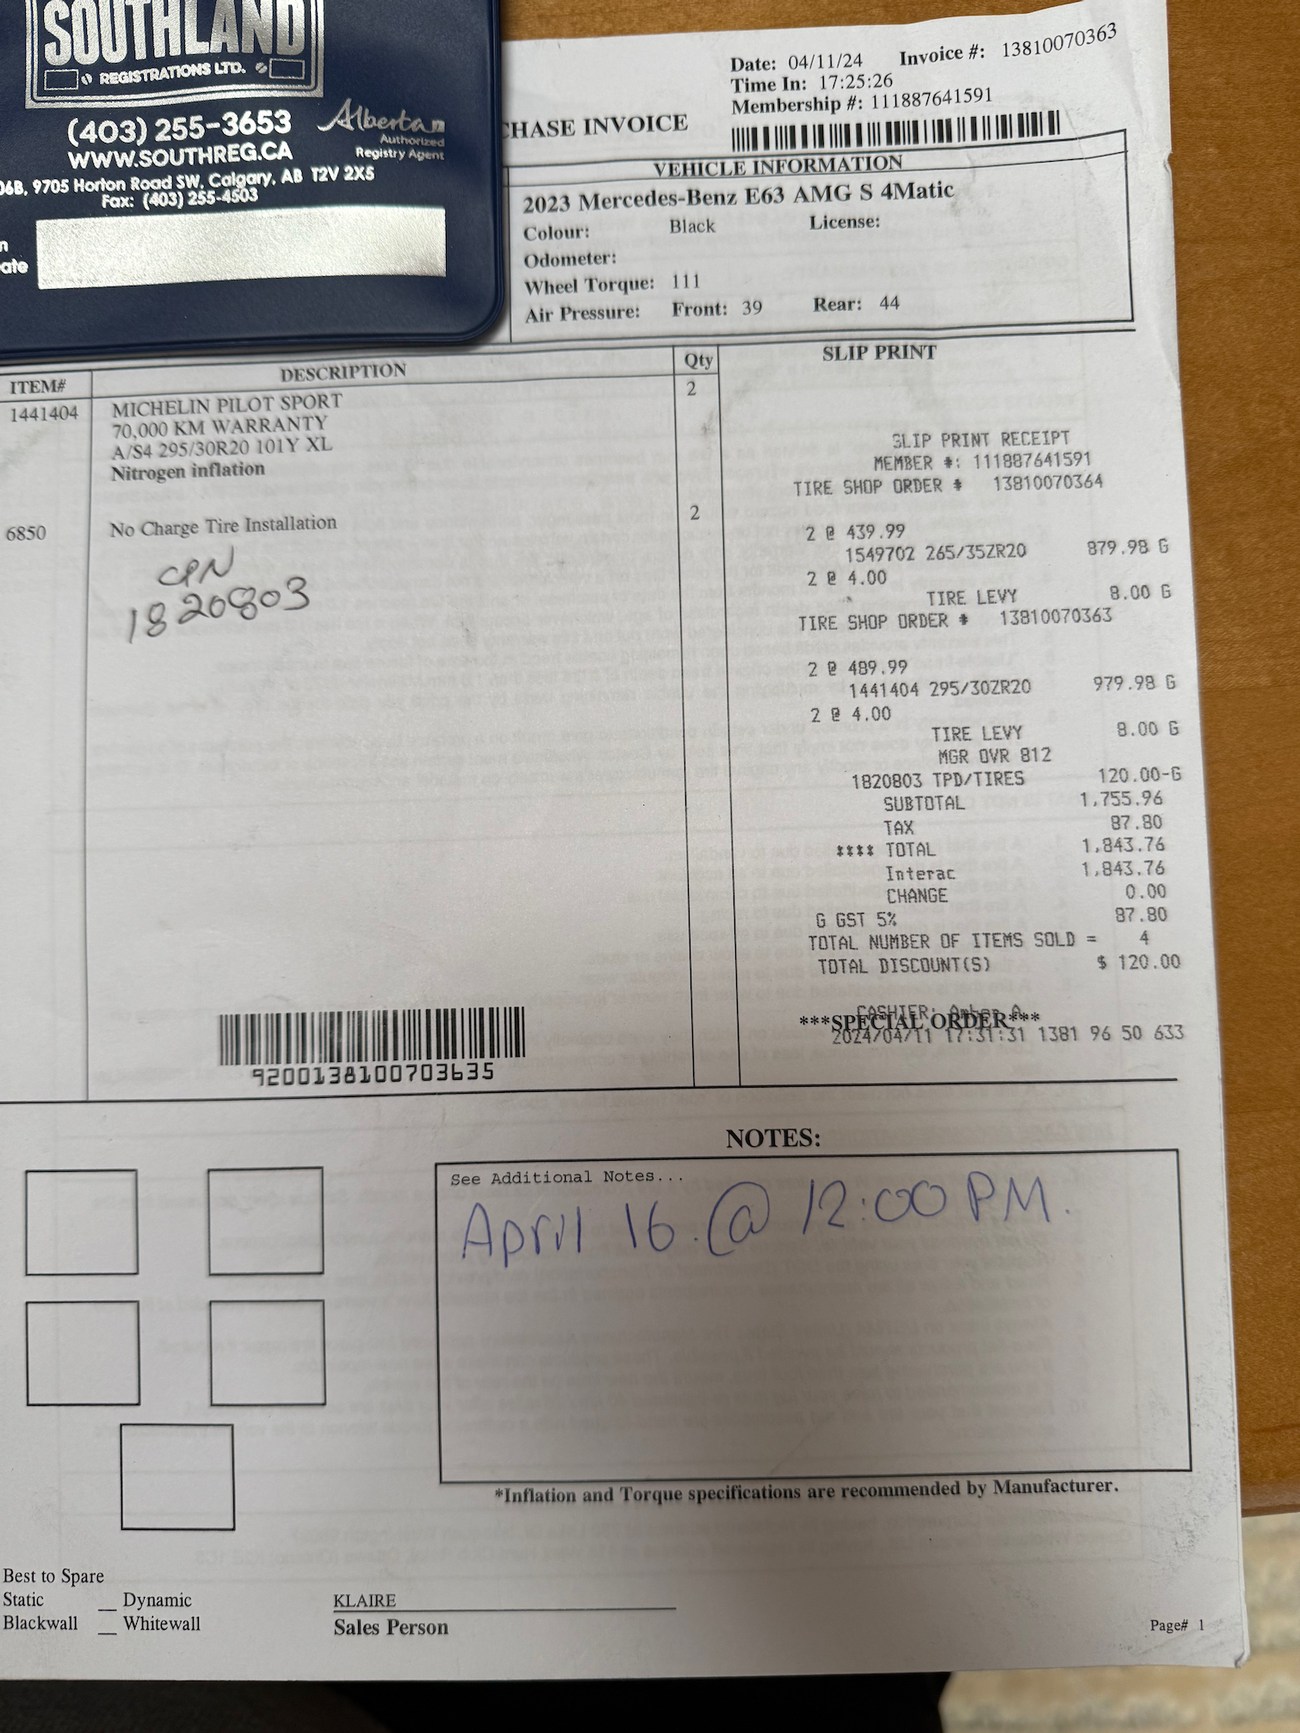 SOUTHLAND
REGISTRATIONS LTD.
(403) 255-3653
WWW.SOUTHREG.CA
Alberta
Authorized
Registry Agent
06B, 9705 Horton Road SW, Calgary, AB T2V 2X5
Fax: (403) 255-4503
n
ate
Date: 04/11/24 Invoice #: 13810070363
Time In: 17:25:26
Membership #: 111887641591
CHASE INVOICE
VEHICLE INFORMATION
2023 Mercedes-Benz E63 AMG S 4Matic
Colour: Black License:
Odometer:
Wheel Torque: 111
Air Pressure: Front: 39 Rear: 44
ITEM# DESCRIPTION Qty SLIP PRINT
1441404 MICHELIN PILOT SPORT 2
70,000 KM WARRANTY
A/S4 295/30R20 101Y XL
Nitrogen inflation
6850 No Charge Tire Installation 2
CPN
1820803
SLIP PRINT RECEIPT
MEMBER #: 111887641591
TIRE SHOP ORDER # 13810070364
2 @ 439.99
1549702 265/35ZR20 879.98 G
2 @ 4.00
TIRE LEVY 8.00 G
TIRE SHOP ORDER # 13810070363
2 @ 489.99
1441404 295/30ZR20 979.98 G
2 @ 4.00
TIRE LEVY 8.00 G
MGR OVR 812
1820803 TPD/TIRES 120.00-G
SUBTOTAL 1,755.96
TAX 87.80
**** TOTAL 1,843.76
Interac 1,843.76
CHANGE 0.00
G GST 5% 87.80
TOTAL NUMBER OF ITEMS SOLD = 4
TOTAL DISCOUNT(S) $ 120.00
CASHIER: A
***SPECIAL ORDER***
2024/04/11 17:31:31 1381 96 50 633
9200138100703635
NOTES:
See Additional Notes...
April 16 @ 12:00 PM.
*Inflation and Torque specifications are recommended by Manufacturer.
Best to Spare
Static __ Dynamic
Blackwall __ Whitewall
KLAIRE
Sales Person
Page# 1